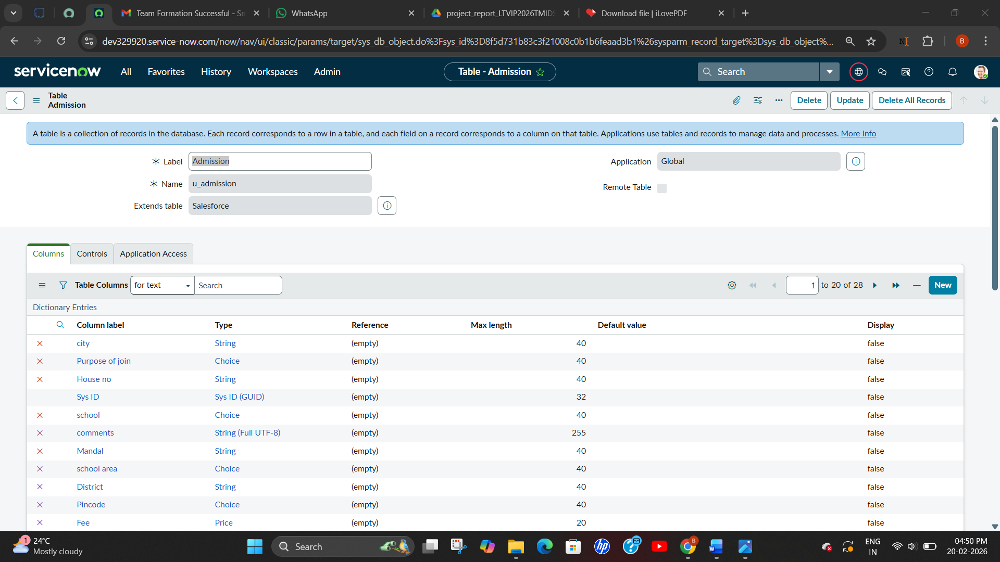 Team Formation Successful - Sm
WhatsApp
project_report_LTVIP2026TMIDS
Download file | iLovePDF
dev329920.service-now.com/now/nav/ui/classic/params/target/sys_db_object.do%3Fsys_id%3D8f5d731b83c3f21008c0b1b6feaad3b1%26sysparm_record_target%3Dsys_db_object%...
B
servicenow
All
Favorites
History
Workspaces
Admin
Table - Admission
Search
Table
Admission
Delete
Update
Delete All Records
A table is a collection of records in the database. Each record corresponds to a row in a table, and each field on a record corresponds to a column on that table. Applications use tables and records to manage data and processes. More Info
Label Admission
Application Global
Name u_admission
Remote Table
Extends table Salesforce
Columns
Controls
Application Access
Table Columns for text Search
1 to 20 of 28
New
Dictionary Entries
Column label Type Reference Max length Default value Display
city String (empty) 40 false
Purpose of join Choice (empty) 40 false
House no String (empty) 40 false
Sys ID Sys ID (GUID) (empty) 32 false
school Choice (empty) 40 false
comments String (Full UTF-8) (empty) 255 false
Mandal String (empty) 40 false
school area Choice (empty) 40 false
District String (empty) 40 false
Pincode Choice (empty) 40 false
Fee Price (empty) 20 false
1
24°C
Mostly cloudy
Search
hp
B
ENG
IN
04:50 PM
20-02-2026